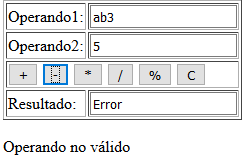 Operando1: ab3
Operando2: 5
+ - * / % C
Resultado: Error
Operando no válido